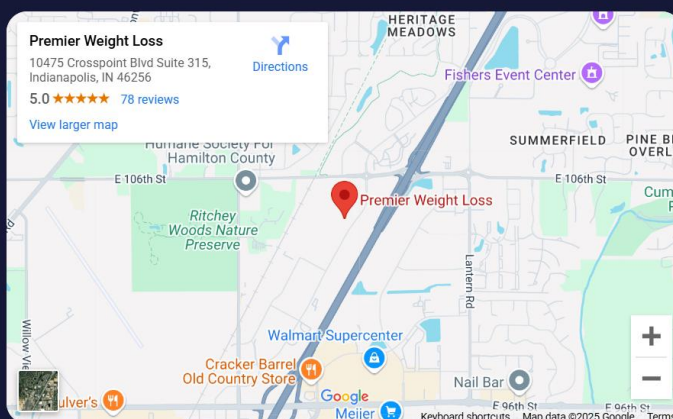 Premier Weight Loss
10475 Crosspoint Blvd Suite 315,
Indianapolis, IN 46256
Directions
5.0
78 reviews
View larger map
HERITAGE
MEADOWS
Fishers Event Center
SUMMERFIELD
Humane Society For
Hamilton County
E 106th St
E 106th St
Premier Weight Loss
Ritchey
Woods Nature
Preserve
Lantern Rd
Walmart Supercenter
Cracker Barrel
Old Country Store
Nail Bar
Google
Meijer
E 96th St
E 96th St
Keyboard shortcuts
Map data ©2025 Google
Terms